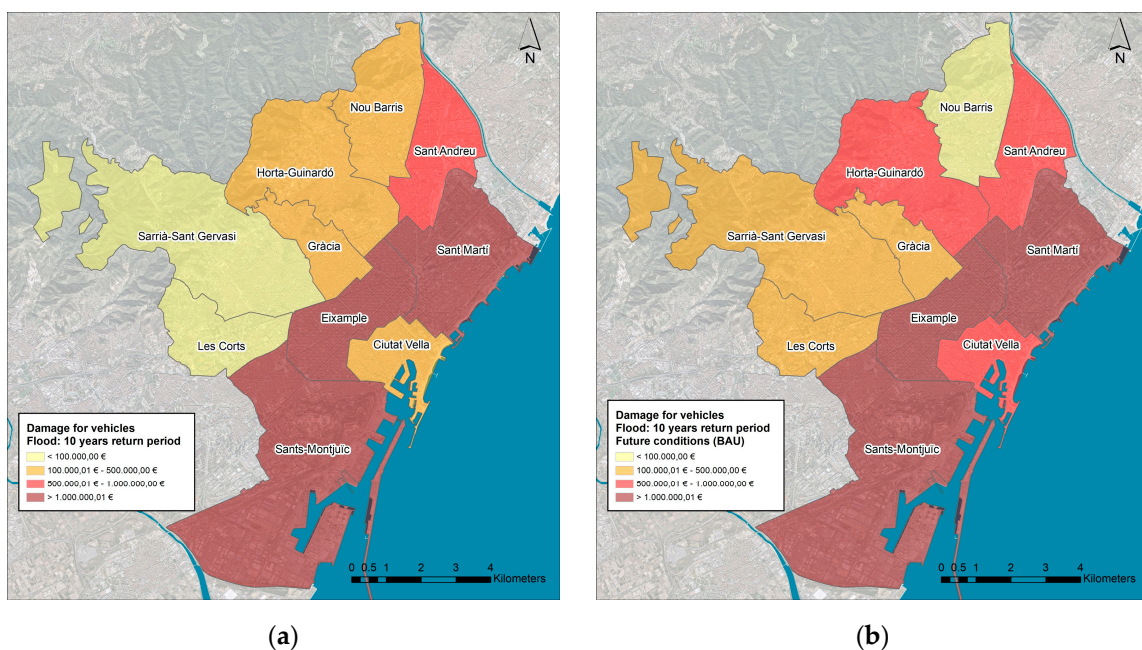 N
Nou Barris
Sant Andreu
Horta-Guinardó
Gràcia
Sarrià-Sant Gervasi
Sant Martí
Eixample
Les Corts
Ciutat Vella
Sants-Montjuïc
Damage for vehicles
Flood: 10 years return period
< 100.000,00 €
100.000,01 € - 500.000,00 €
500.000,01 € - 1.000.000,00 €
> 1.000.000,01 €
0 0.5 1 2 3 4
Kilometers
(a)
N
Nou Barris
Sant Andreu
Horta-Guinardó
Gràcia
Sarrià-Sant Gervasi
Sant Martí
Eixample
Les Corts
Ciutat Vella
Sants-Montjuïc
Damage for vehicles
Flood: 10 years return period
Future conditions (BAU)
< 100.000,00 €
100.000,01 € - 500.000,00 €
500.000,01 € - 1.000.000,00 €
> 1.000.000,01 €
0 0.5 1 2 3 4
Kilometers
(b)